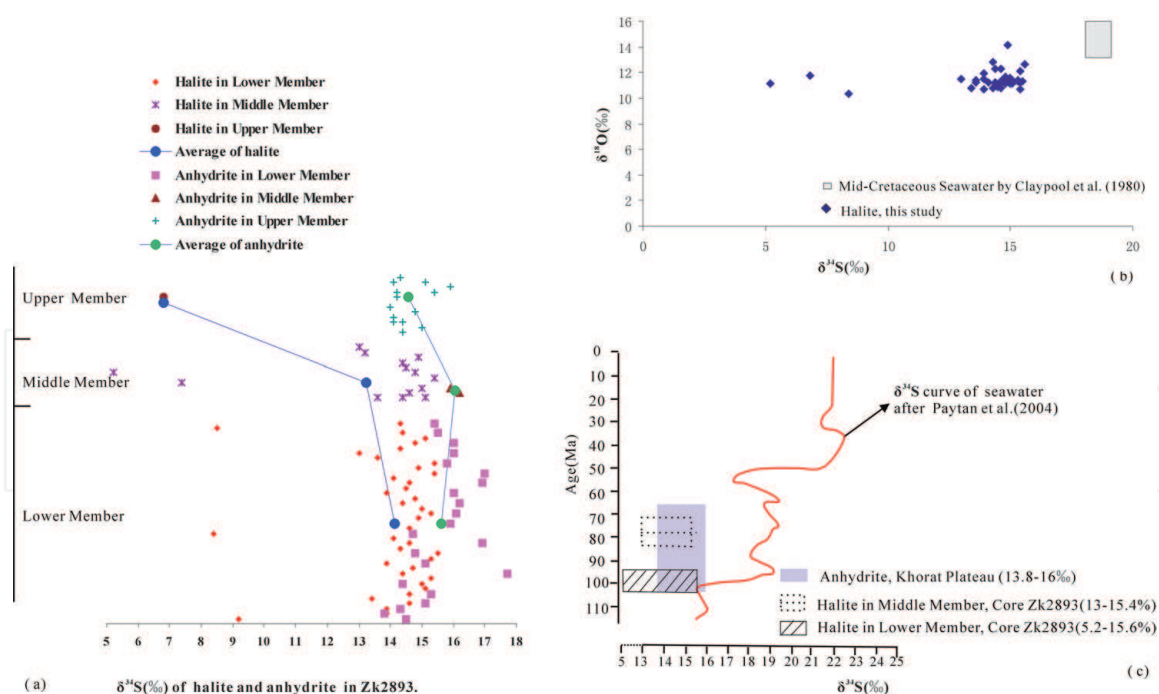 Halite in Lower Member
Halite in Middle Member
Halite in Upper Member
Average of halite
Anhydrite in Lower Member
Anhydrite in Middle Member
Anhydrite in Upper Member
Average of anhydrite
Upper Member
Middle Member
Lower Member
5 6 7 8 9 10 11 12 13 14 15 16 17 18
(a) δ³⁴S(‰) of halite and anhydrite in Zk2893.
16
14
12
10
8
6
4
2
0
δ¹⁸O(‰)
Mid-Cretaceous Seawater by Claypool et al. (1980)
Halite, this study
0 5 10 15 20
δ³⁴S(‰)
(b)
0
10
20
30
40
50
60
70
80
90
100
110
Age(Ma)
δ³⁴S curve of seawater
after Paytan et al.(2004)
Anhydrite, Khorat Plateau (13.8-16‰)
Halite in Middle Member, Core Zk2893(13-15.4%)
Halite in Lower Member, Core Zk2893(5.2-15.6%)
5 13 14 15 16 17 18 19 20 21 22 23 24 25
δ³⁴S(‰)
(c)